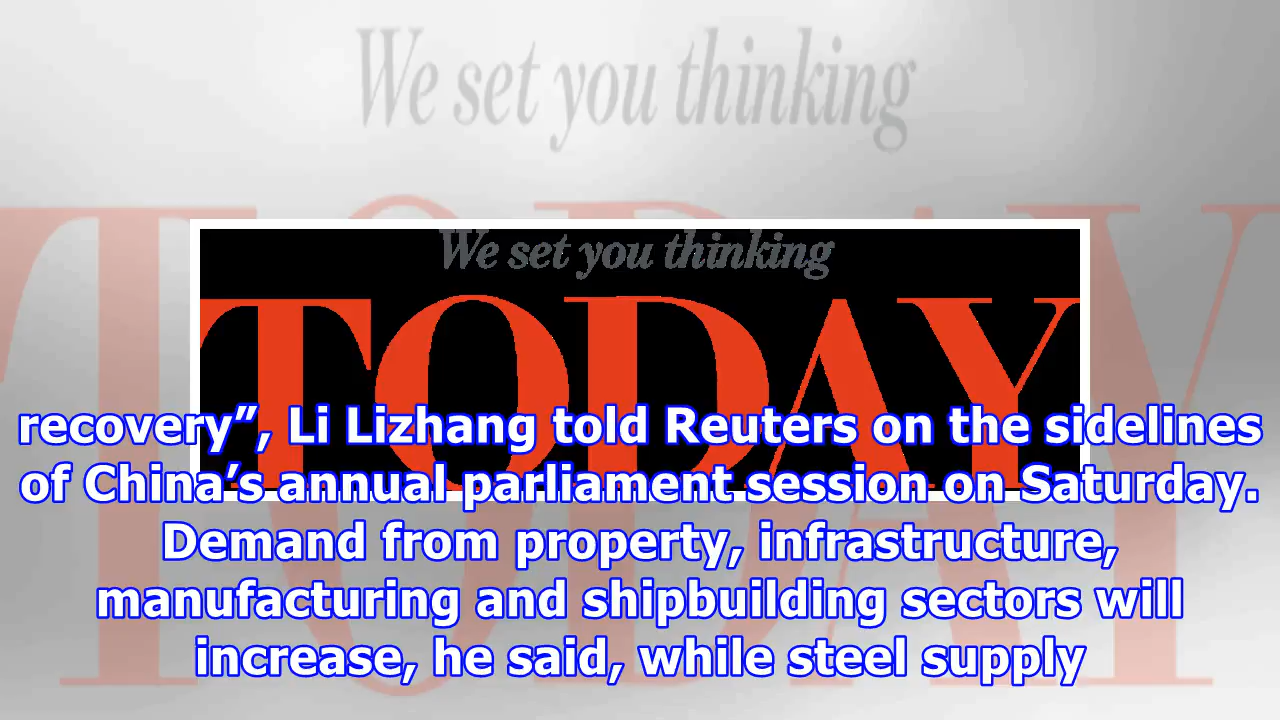 We set you thinking
We set you thinking
TODAY
TODAY
recovery”, Li Lizhang told Reuters on the sidelines
of China’s annual parliament session on Saturday.
Demand from property, infrastructure,
manufacturing and shipbuilding sectors will
increase, he said, while steel supply